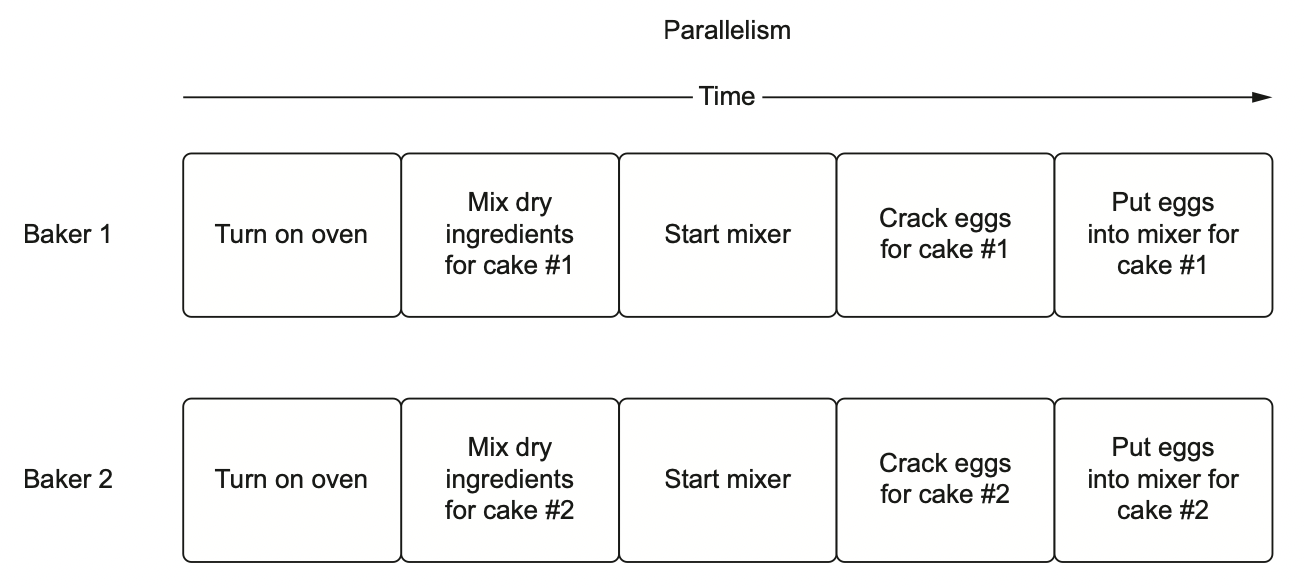 Parallelism
Time
Baker 1
Turn on oven
Mix dry
ingredients
for cake #1
Start mixer
Crack eggs
for cake #1
Put eggs
into mixer for
cake #1
Baker 2
Turn on oven
Mix dry
ingredients
for cake #2
Start mixer
Crack eggs
for cake #2
Put eggs
into mixer for
cake #2